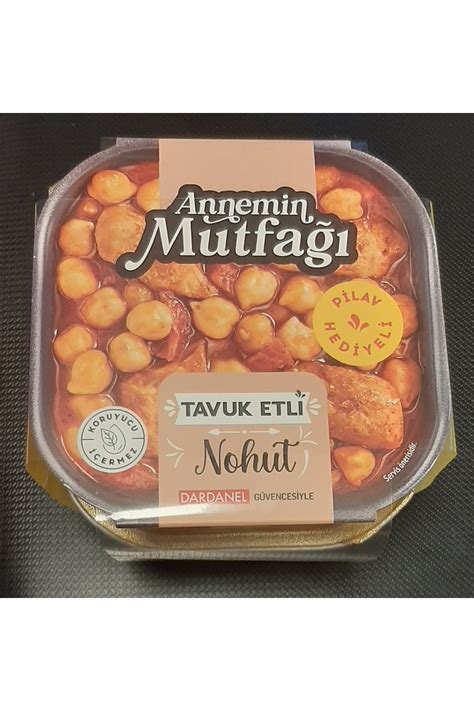 Annemin
Mutfağı
PİLAV
HEDİYELİ
KORUYUCU
İÇERMEZ
TAVUK ETLİ
Nohut
DARDANEL GÜVENCESİYLE
Servis önerisidir.